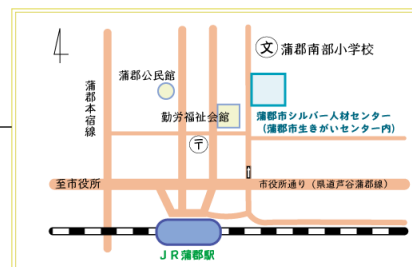 文 蒲郡南部小学校
蒲郡公民館
蒲郡本宿線
勤労福祉会館
蒲郡市シルバー人材センター
(蒲郡市生きがいセンター内)
〒
至市役所
市役所通り(県道芦谷蒲郡線)
JR蒲郡駅